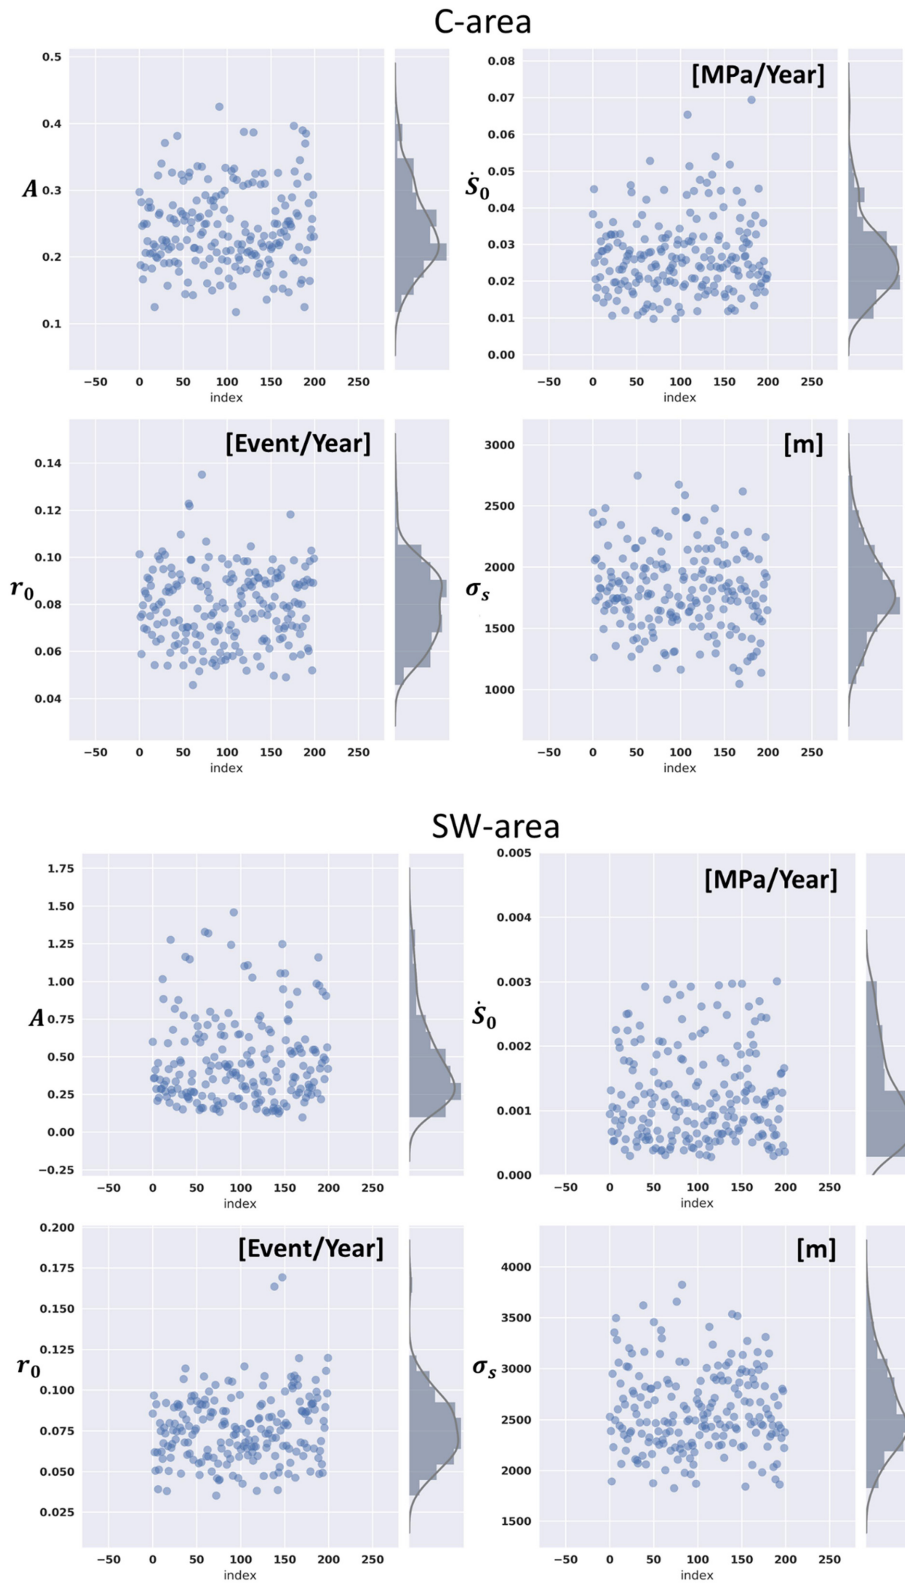 C-area
0.5
0.4
0.3
0.2
0.1
A
−50 0 50 100 150 200 250
index
[MPa/Year]
0.08
0.07
0.06
0.05
0.04
0.03
0.02
0.01
0.00
Ṡ₀
−50 0 50 100 150 200 250
index
[Event/Year]
0.14
0.12
0.10
0.08
0.06
0.04
r₀
−50 0 50 100 150 200 250
index
[m]
3000
2500
2000
1500
1000
σₛ
−50 0 50 100 150 200 250
index
SW-area
1.75
1.50
1.25
1.00
0.75
0.50
0.25
0.00
−0.25
A
−50 0 50 100 150 200 250
index
[MPa/Year]
0.005
0.004
0.003
0.002
0.001
0.000
Ṡ₀
−50 0 50 100 150 200 250
index
[Event/Year]
0.200
0.175
0.150
0.125
0.100
0.075
0.050
0.025
r₀
−50 0 50 100 150 200 250
index
[m]
4000
3500
3000
2500
2000
1500
σₛ
−50 0 50 100 150 200 250
index